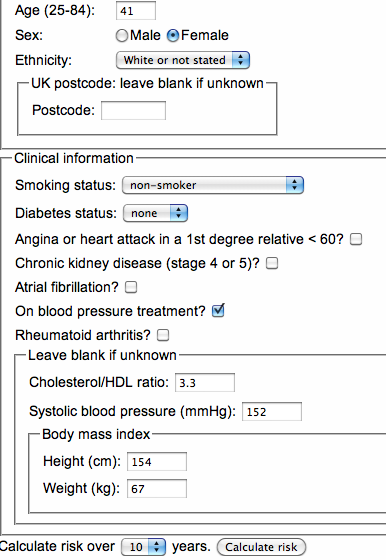 Age (25-84): 41
Sex: Male Female
Ethnicity: White or not stated
UK postcode: leave blank if unknown
Postcode:
Clinical information
Smoking status: non-smoker
Diabetes status: none
Angina or heart attack in a 1st degree relative < 60?
Chronic kidney disease (stage 4 or 5)?
Atrial fibrillation?
On blood pressure treatment?
Rheumatoid arthritis?
Leave blank if unknown
Cholesterol/HDL ratio: 3.3
Systolic blood pressure (mmHg): 152
Body mass index
Height (cm): 154
Weight (kg): 67
Calculate risk over 10 years. Calculate risk